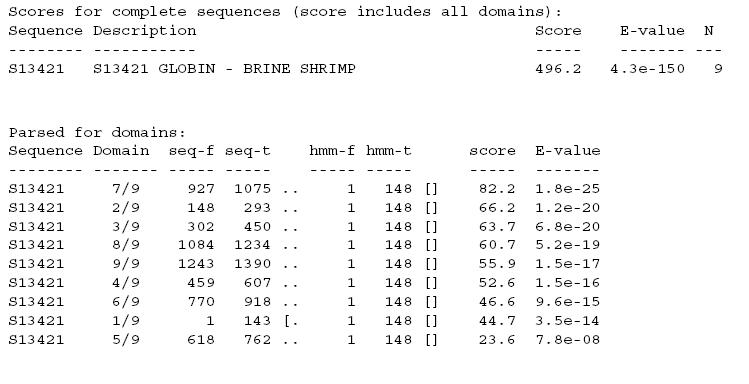 Scores for complete sequences (score includes all domains):
Sequence Description                                        Score    E-value  N
-------- -----------                                        -----    ------- ---
S13421   S13421 GLOBIN - BRINE SHRIMP                       496.2   4.3e-150   9
Parsed for domains:
Sequence Domain  seq-f seq-t    hmm-f hmm-t      score  E-value
-------- ------- ----- -----    ----- -----      -----  -------
S13421     7/9     927  1075 ..     1   148 []    82.2  1.8e-25
S13421     2/9     148   293 ..     1   148 []    66.2  1.2e-20
S13421     3/9     302   450 ..     1   148 []    63.7  6.8e-20
S13421     8/9    1084  1234 ..     1   148 []    60.7  5.2e-19
S13421     9/9    1243  1390 ..     1   148 []    55.9  1.5e-17
S13421     4/9     459   607 ..     1   148 []    52.6  1.5e-16
S13421     6/9     770   918 ..     1   148 []    46.6  9.6e-15
S13421     1/9       1   143 [.     1   148 []    44.7  3.5e-14
S13421     5/9     618   762 ..     1   148 []    23.6  7.8e-08